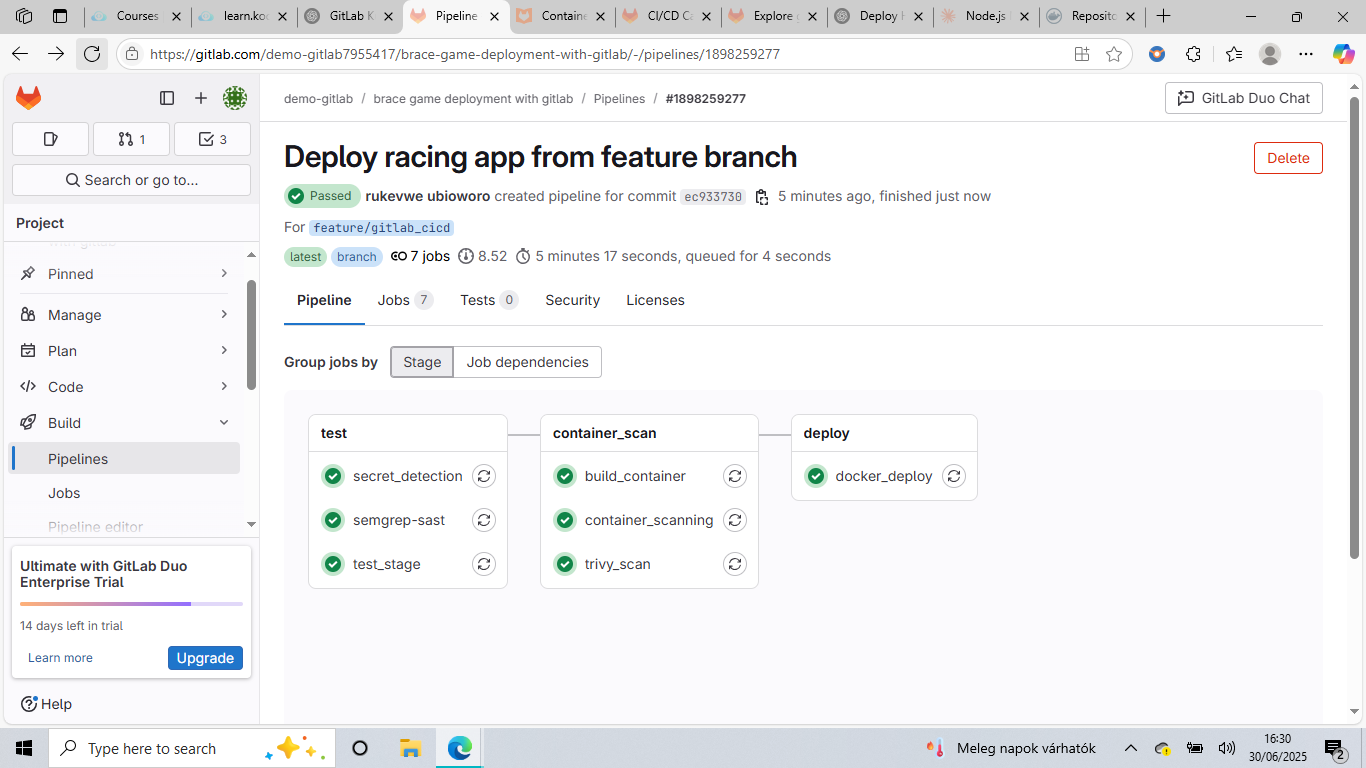 Courses
learn.ko
GitLab K
Pipeline
Containe
CI/CD Ca
Explore
Deploy H
Node.js
Reposito
https://gitlab.com/demo-gitlab7955417/brace-game-deployment-with-gitlab/-/pipelines/1898259277
demo-gitlab / brace game deployment with gitlab / Pipelines / #1898259277
GitLab Duo Chat
1
3
Search or go to...
Project
with gitlab
Pinned
Manage
Plan
Code
Build
Pipelines
Jobs
Pipeline editor
Ultimate with GitLab Duo
Enterprise Trial
14 days left in trial
Learn more
Upgrade
Help
Deploy racing app from feature branch
Delete
Passed rukevwe ubioworo created pipeline for commit ec933730 5 minutes ago, finished just now
For feature/gitlab_cicd
latest branch 7 jobs 8.52 5 minutes 17 seconds, queued for 4 seconds
Pipeline Jobs 7 Tests 0 Security Licenses
Group jobs by Stage Job dependencies
test
secret_detection
semgrep-sast
test_stage
container_scan
build_container
container_scanning
trivy_scan
deploy
docker_deploy
Type here to search
Meleg napok várhatók
16:30
30/06/2025
2